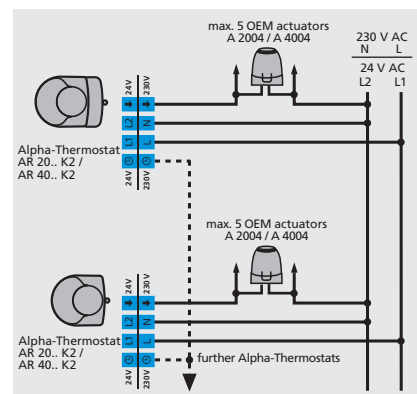 max. 5 OEM actuators
A 2004 / A 4004
230 V AC
N L
24 V AC
L2 L1
24V
230V
L2 N
L1 L
Alpha-Thermostat
AR 20.. K2 /
AR 40.. K2
24V
230V
max. 5 OEM actuators
A 2004 / A 4004
24V
230V
L2 N
L1 L
Alpha-Thermostat
AR 20.. K2 /
AR 40.. K2
further Alpha-Thermostats
24V
230V